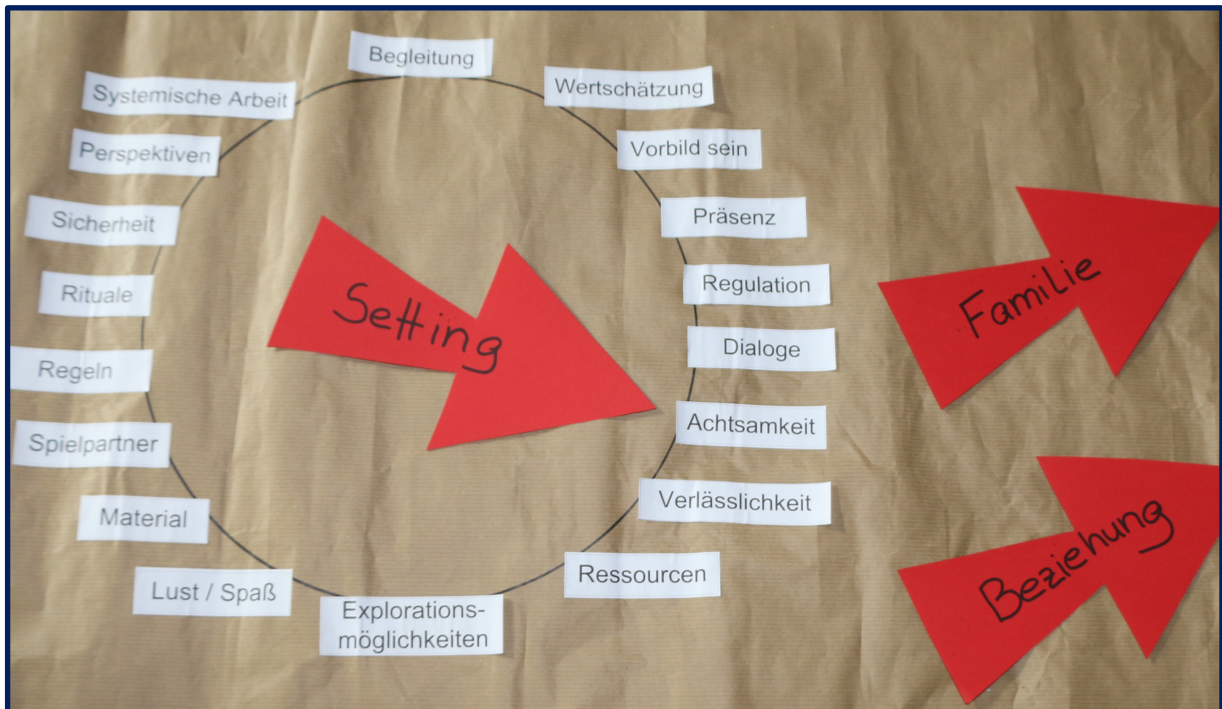 Begleitung
Wertschätzung
Vorbild sein
Präsenz
Regulation
Dialoge
Achtsamkeit
Verlässlichkeit
Ressourcen
Explorations-
möglichkeiten
Lust / Spaß
Material
Spielpartner
Regeln
Rituale
Sicherheit
Perspektiven
Systemische Arbeit
Setting
Familie
Beziehung